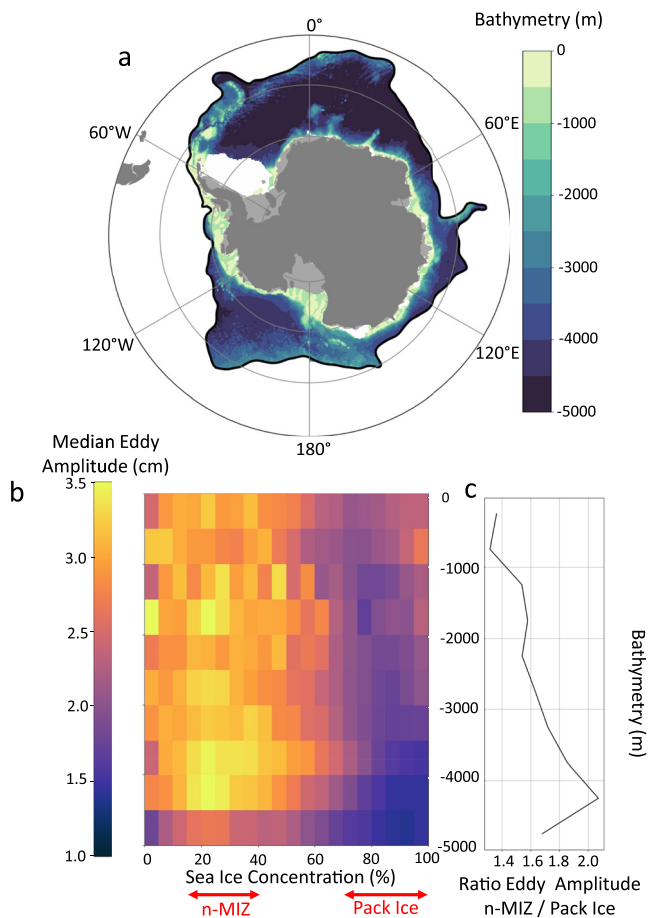 Bathymetry (m)
a
0°
60°W
60°E
120°W
120°E
180°
0
-1000
-2000
-3000
-4000
-5000
Median Eddy
Amplitude (cm)
b
3.5
3.0
2.5
2.0
1.5
1.0
0 20 40 60 80 100
Sea Ice Concentration (%)
n-MIZ
Pack Ice
c
0
-1000
-2000
-3000
-4000
-5000
Bathymetry (m)
1.4 1.6 1.8 2.0
Ratio Eddy Amplitude
n-MIZ / Pack Ice